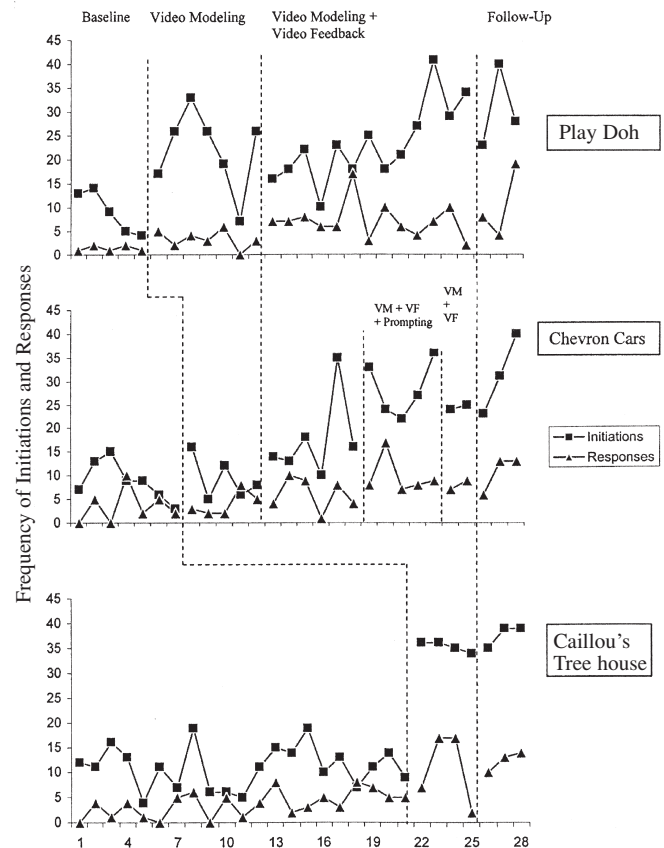 Baseline
Video Modeling
Video Modeling +
Video Feedback
Follow-Up
45
40
35
30
25
20
15
10
5
0
Play Doh
Frequency of Initiations and Responses
VM + VF
+ Prompting
VM
+
VF
45
40
35
30
25
20
15
10
5
0
Chevron Cars
Initiations
Responses
45
40
35
30
25
20
15
10
5
0
Caillou's
Tree house
1 4 7 10 13 16 19 22 25 28